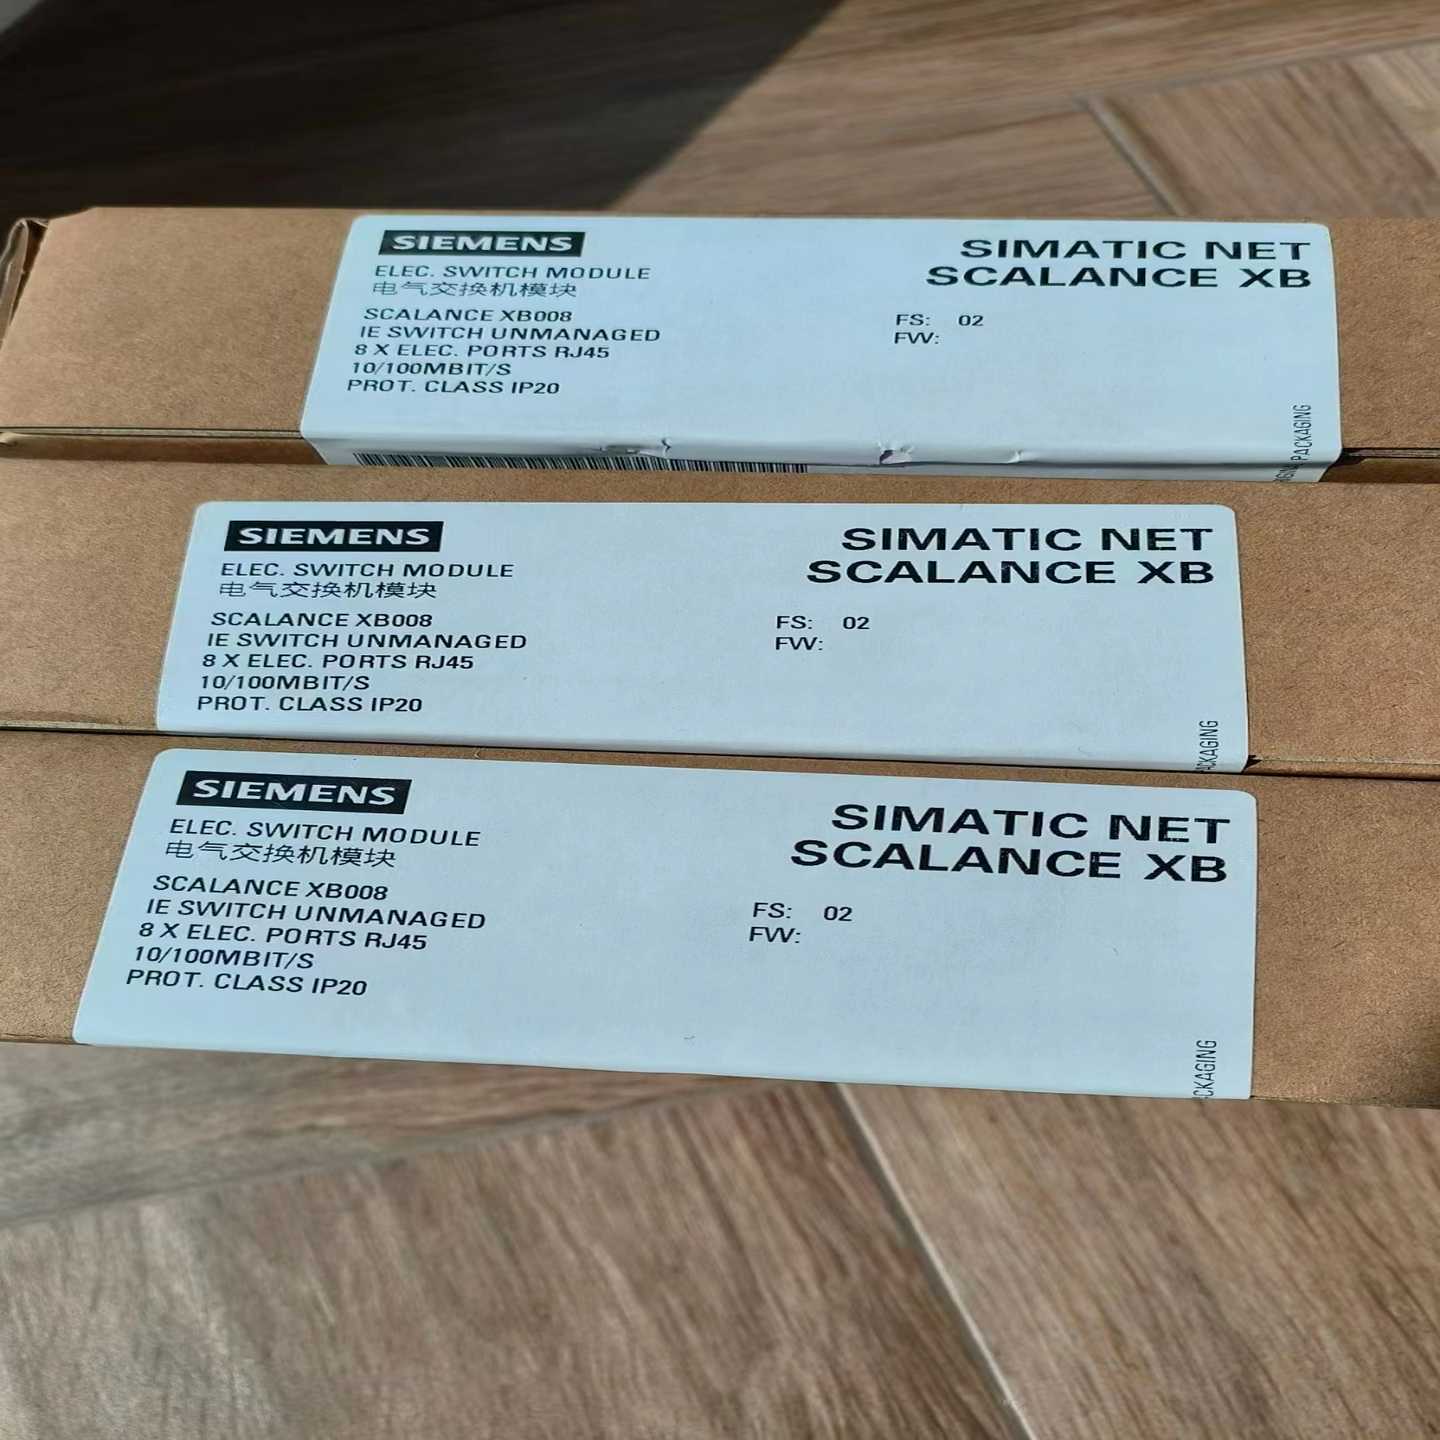 SIEMENS
SIMATIC NET
SCALANCE XB
ELEC. SWITCH MODULE
电气交换机模块
SCALANCE XB008
IE SWITCH UNMANAGED
8 X ELEC. PORTS RJ45
10/100MBIT/S
PROT. CLASS IP20
FS: 02
FW:
PACKAGING
SIEMENS
SIMATIC NET
SCALANCE XB
ELEC. SWITCH MODULE
电气交换机模块
SCALANCE XB008
IE SWITCH UNMANAGED
8 X ELEC. PORTS RJ45
10/100MBIT/S
PROT. CLASS IP20
FS: 02
FW:
SIEMENS
SIMATIC NET
SCALANCE XB
ELEC. SWITCH MODULE
电气交换机模块
SCALANCE XB008
IE SWITCH UNMANAGED
8 X ELEC. PORTS RJ45
10/100MBIT/S
PROT. CLASS IP20
FS: 02
FW: